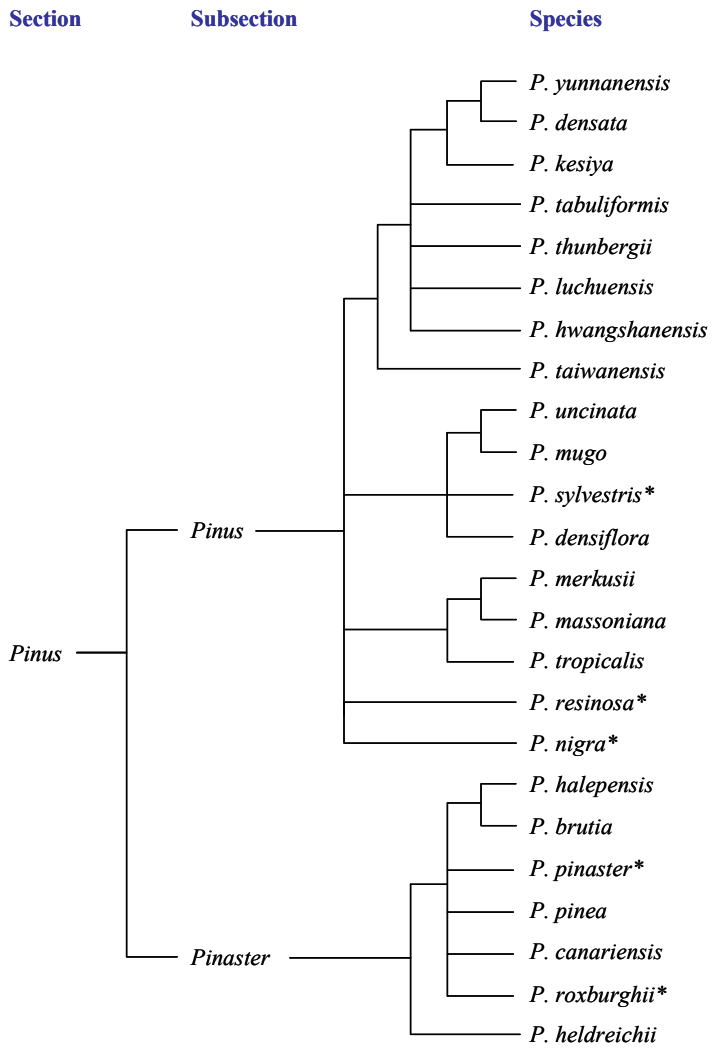 Section Subsection Species
P. yunnanensis
P. densata
P. kesiya
P. tabuliformis
P. thunbergii
P. luchuensis
P. hwangshanensis
P. taiwanensis
P. uncinata
P. mugo
P. sylvestris*
Pinus
P. densiflora
P. merkusii
P. massoniana
Pinus
P. tropicalis
P. resinosa*
P. nigra*
P. halepensis
P. brutia
P. pinaster*
P. pinea
P. canariensis
Pinaster
P. roxburghii*
P. heldreichii